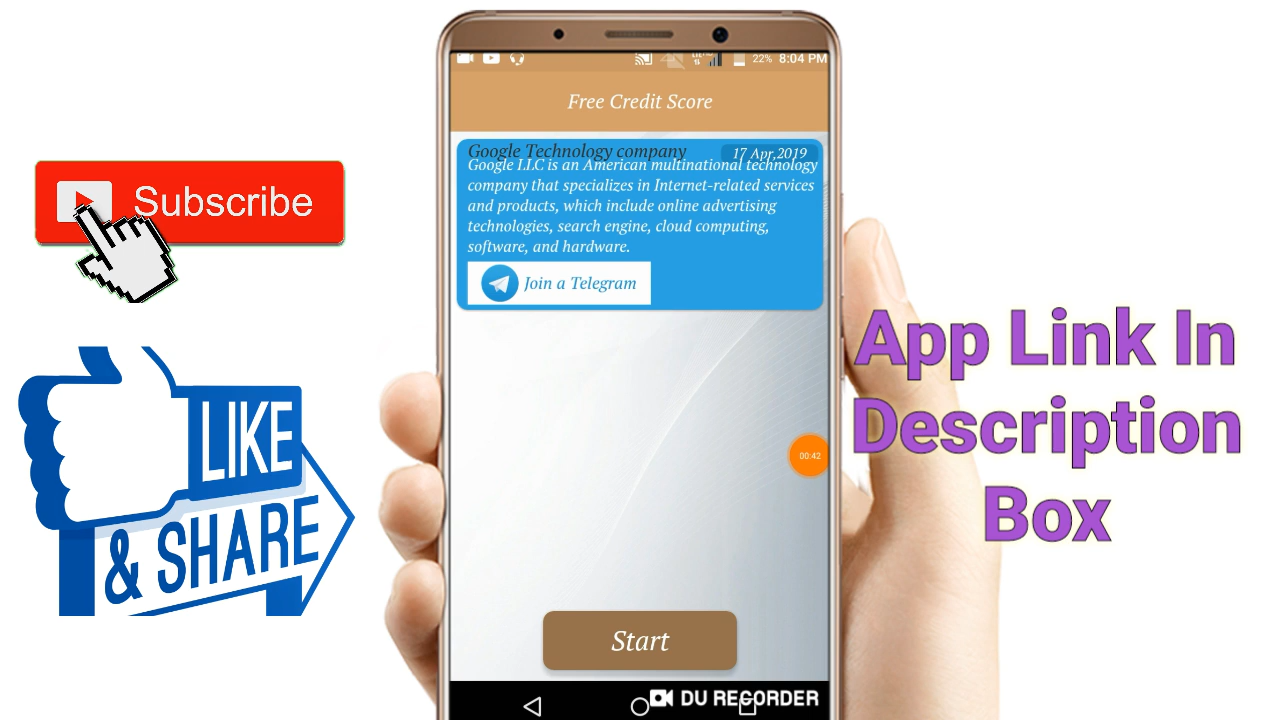 22% 8:04 PM
Free Credit Score
Google Technology company
17 Apr,2019
Google LLC is an American multinational technology
company that specializes in Internet-related services
and products, which include online advertising
technologies, search engine, cloud computing,
software, and hardware.
Join a Telegram
Start
DU RECORDER
00:42
Subscribe
LIKE
& SHARE
App Link In
Description
Box